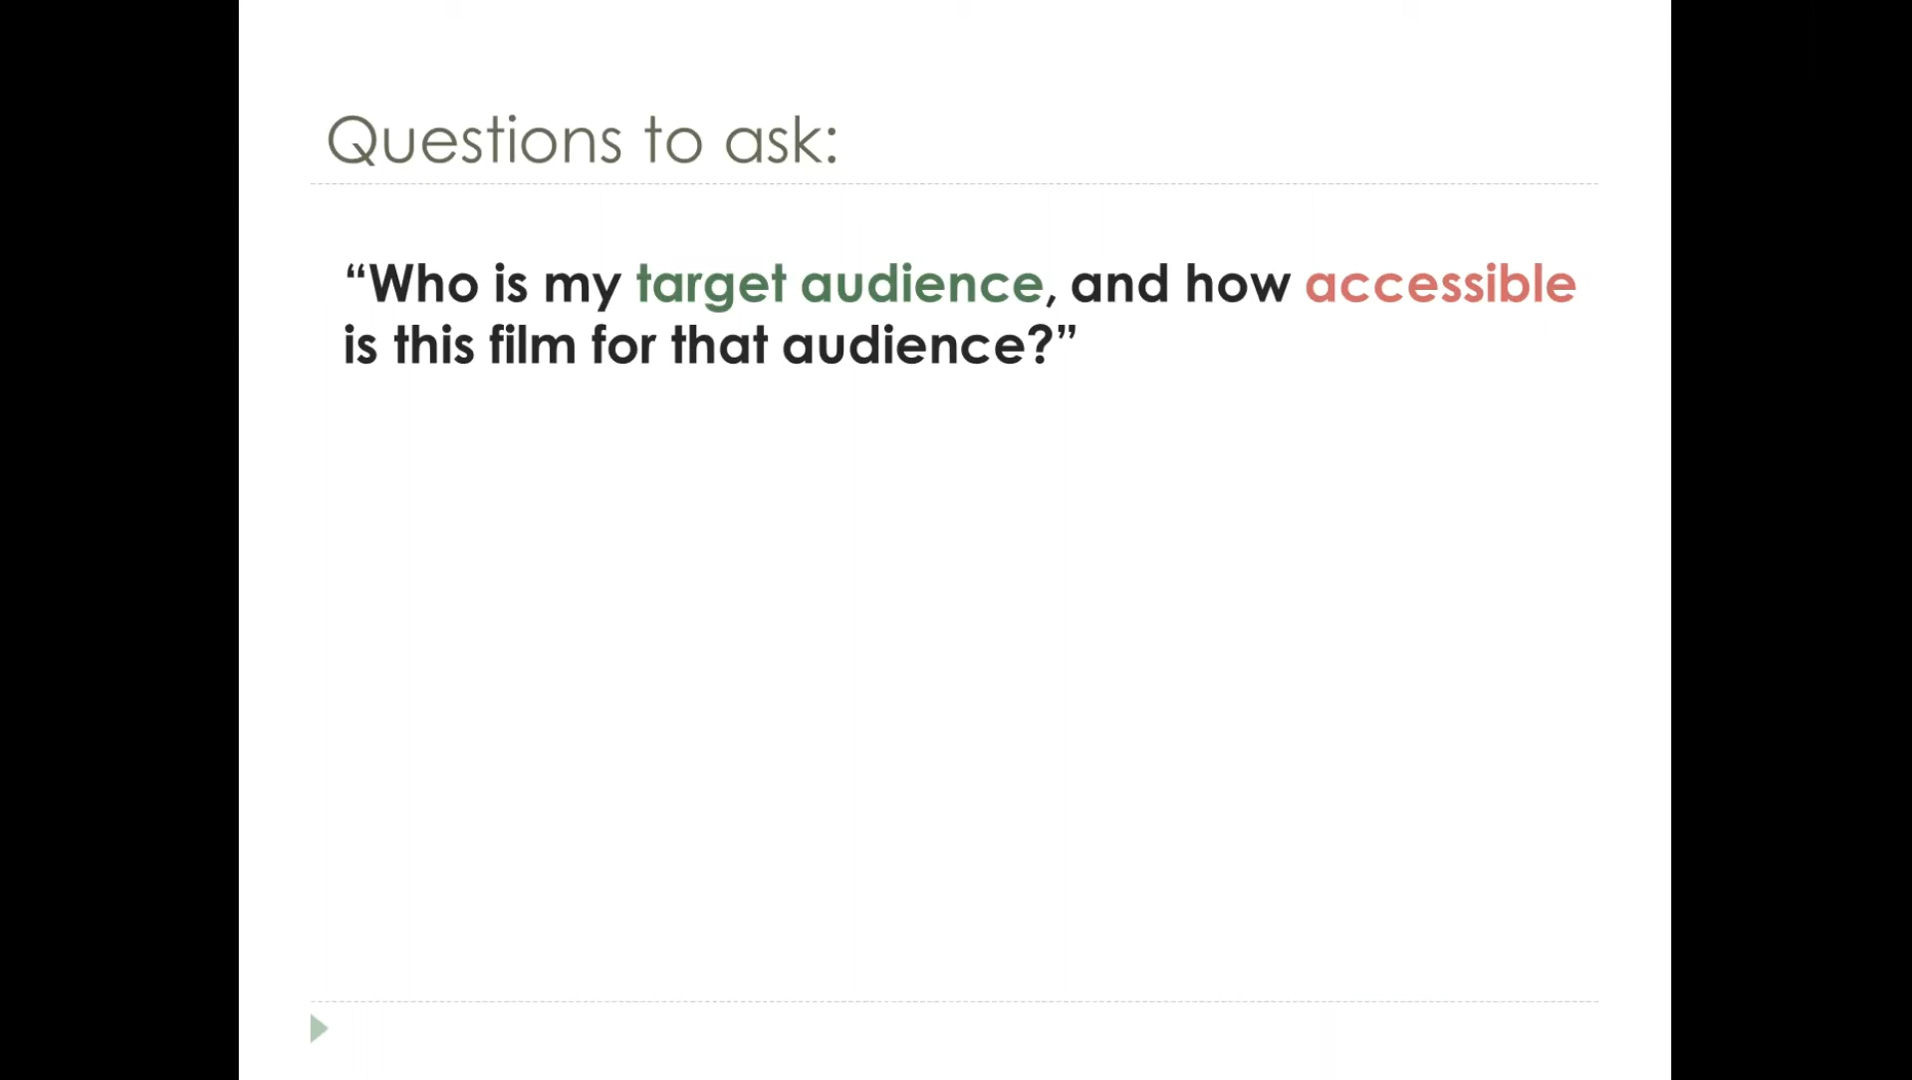 Questions to ask:
“Who is my target audience, and how accessible
is this film for that audience?”